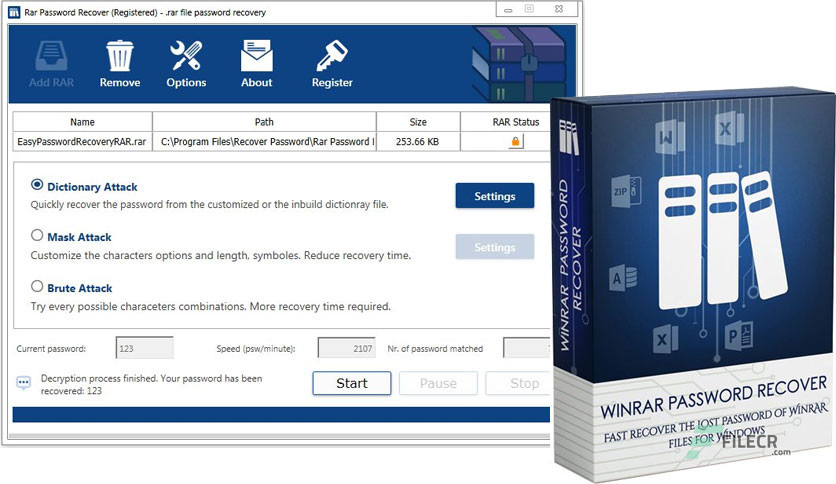 Rar Password Recover (Registered) - .rar file password recovery
Add RAR
Remove
Options
About
Register
Name Path Size RAR Status
EasyPasswordRecoveryRAR.rar C:\Program Files\Recover Password\Rar Password I 253.66 KB
Dictionary Attack
Quickly recover the password from the customized or the inbuild dictionray file.
Settings
Mask Attack
Customize the characters options and length, symboles. Reduce recovery time.
Settings
Brute Attack
Try every possible characeters combinations. More recovery time required.
Current password: 123 Speed (psw/minute): 2107 Nr. of password matched
Decryption process finished. Your password has been
recovered: 123
Start
Pause
Stop
WINRAR PASSWORD
RECOVER
W
X
ZIP
A
X
P
WINRAR PASSWORD RECOVER
FAST RECOVER THE LOST PASSWORD OF WINRAR
FILES FOR WINDOWS
FILECR
.com